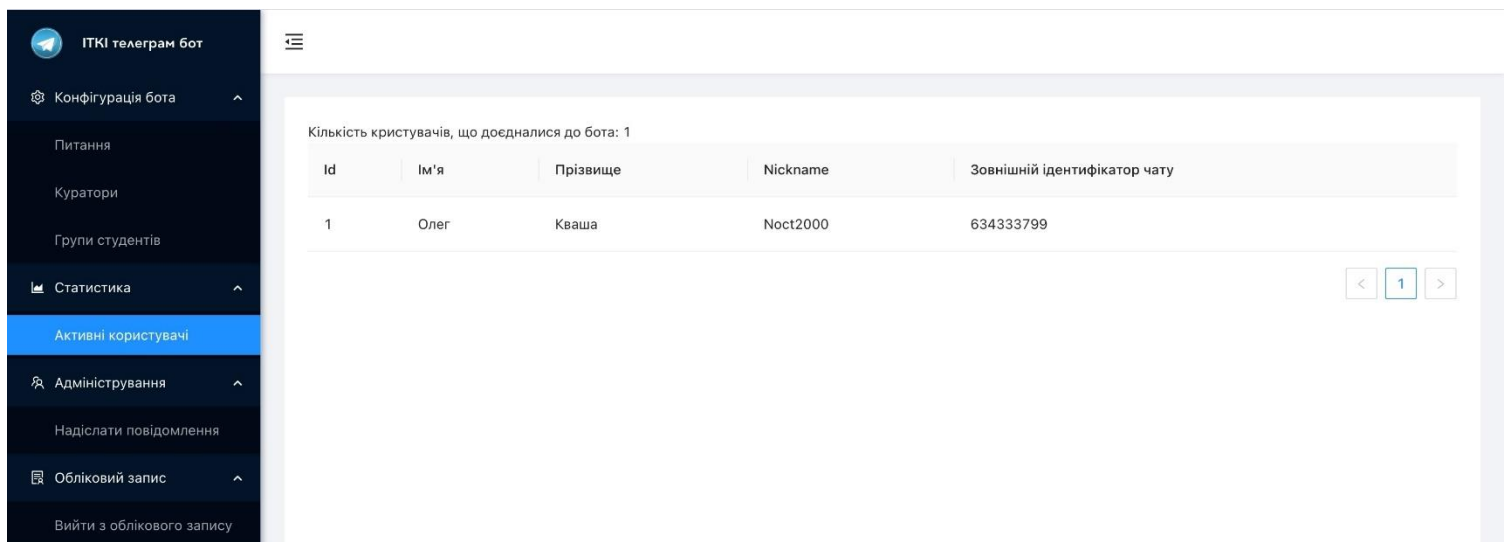 ІТКІ телеграм бот
Конфігурація бота
Питання
Куратори
Групи студентів
Статистика
Активні користувачі
Адміністрування
Надіслати повідомлення
Обліковий запис
Вийти з облікового запису
Кількість кристувачів, що доєдналися до бота: 1
Id Ім'я Прізвище Nickname Зовнішній ідентифікатор чату
1 Олег Кваша Noct2000 634333799
< 1 >